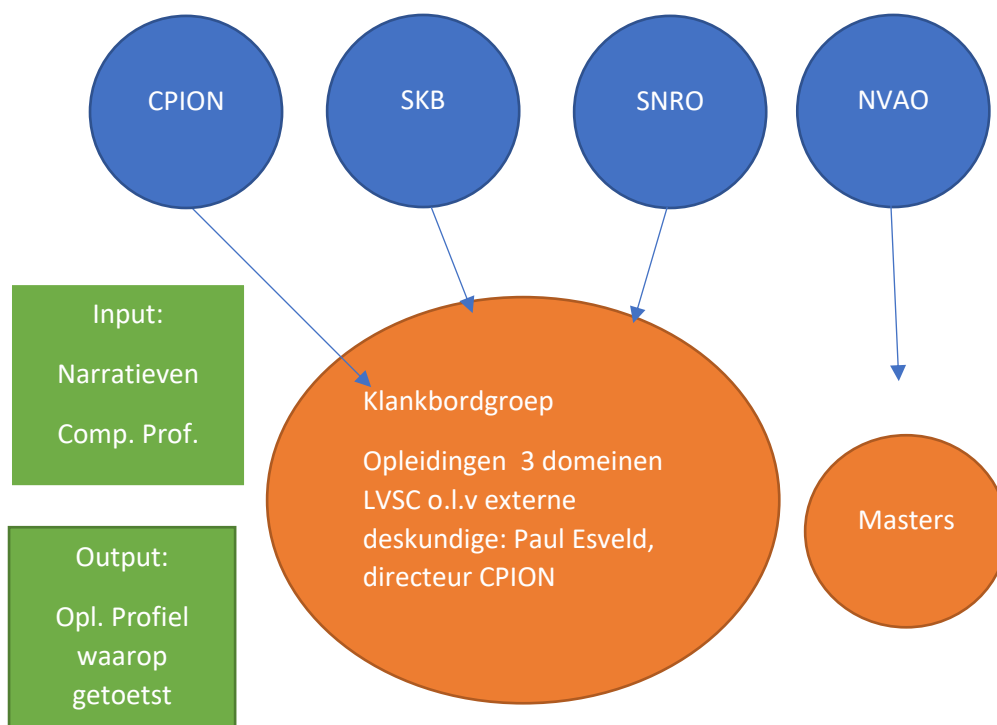 CPION
SKB
SNRO
NVAO
Input:
Narratieven
Comp. Prof.
Klankbordgroep
Opleidingen 3 domeinen
LVSC o.l.v externe
deskundige: Paul Esveld,
directeur CPION
Masters
Output:
Opl. Profiel
waarop
getoetst